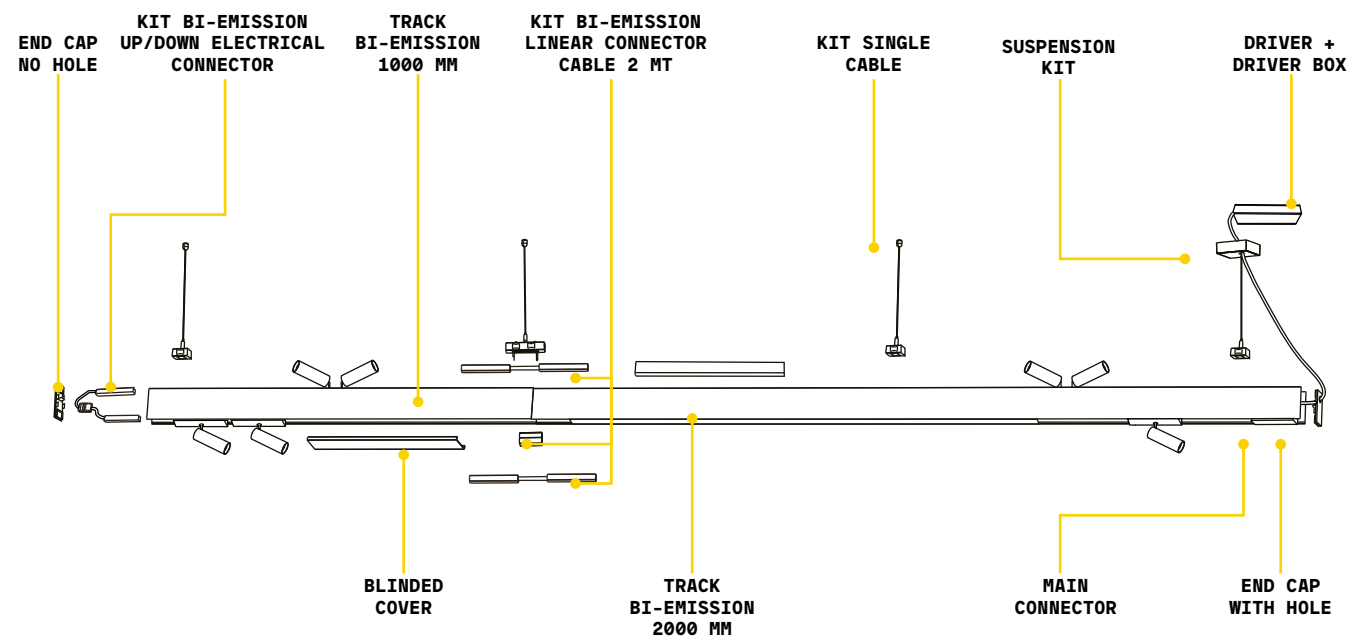 END CAP
NO HOLE
KIT BI-EMISSION
UP/DOWN ELECTRICAL
CONNECTOR
TRACK
BI-EMISSION
1000 MM
KIT BI-EMISSION
LINEAR CONNECTOR
CABLE 2 MT
KIT SINGLE
CABLE
SUSPENSION
KIT
DRIVER +
DRIVER BOX
BLINDED
COVER
TRACK
BI-EMISSION
2000 MM
MAIN
CONNECTOR
END CAP
WITH HOLE